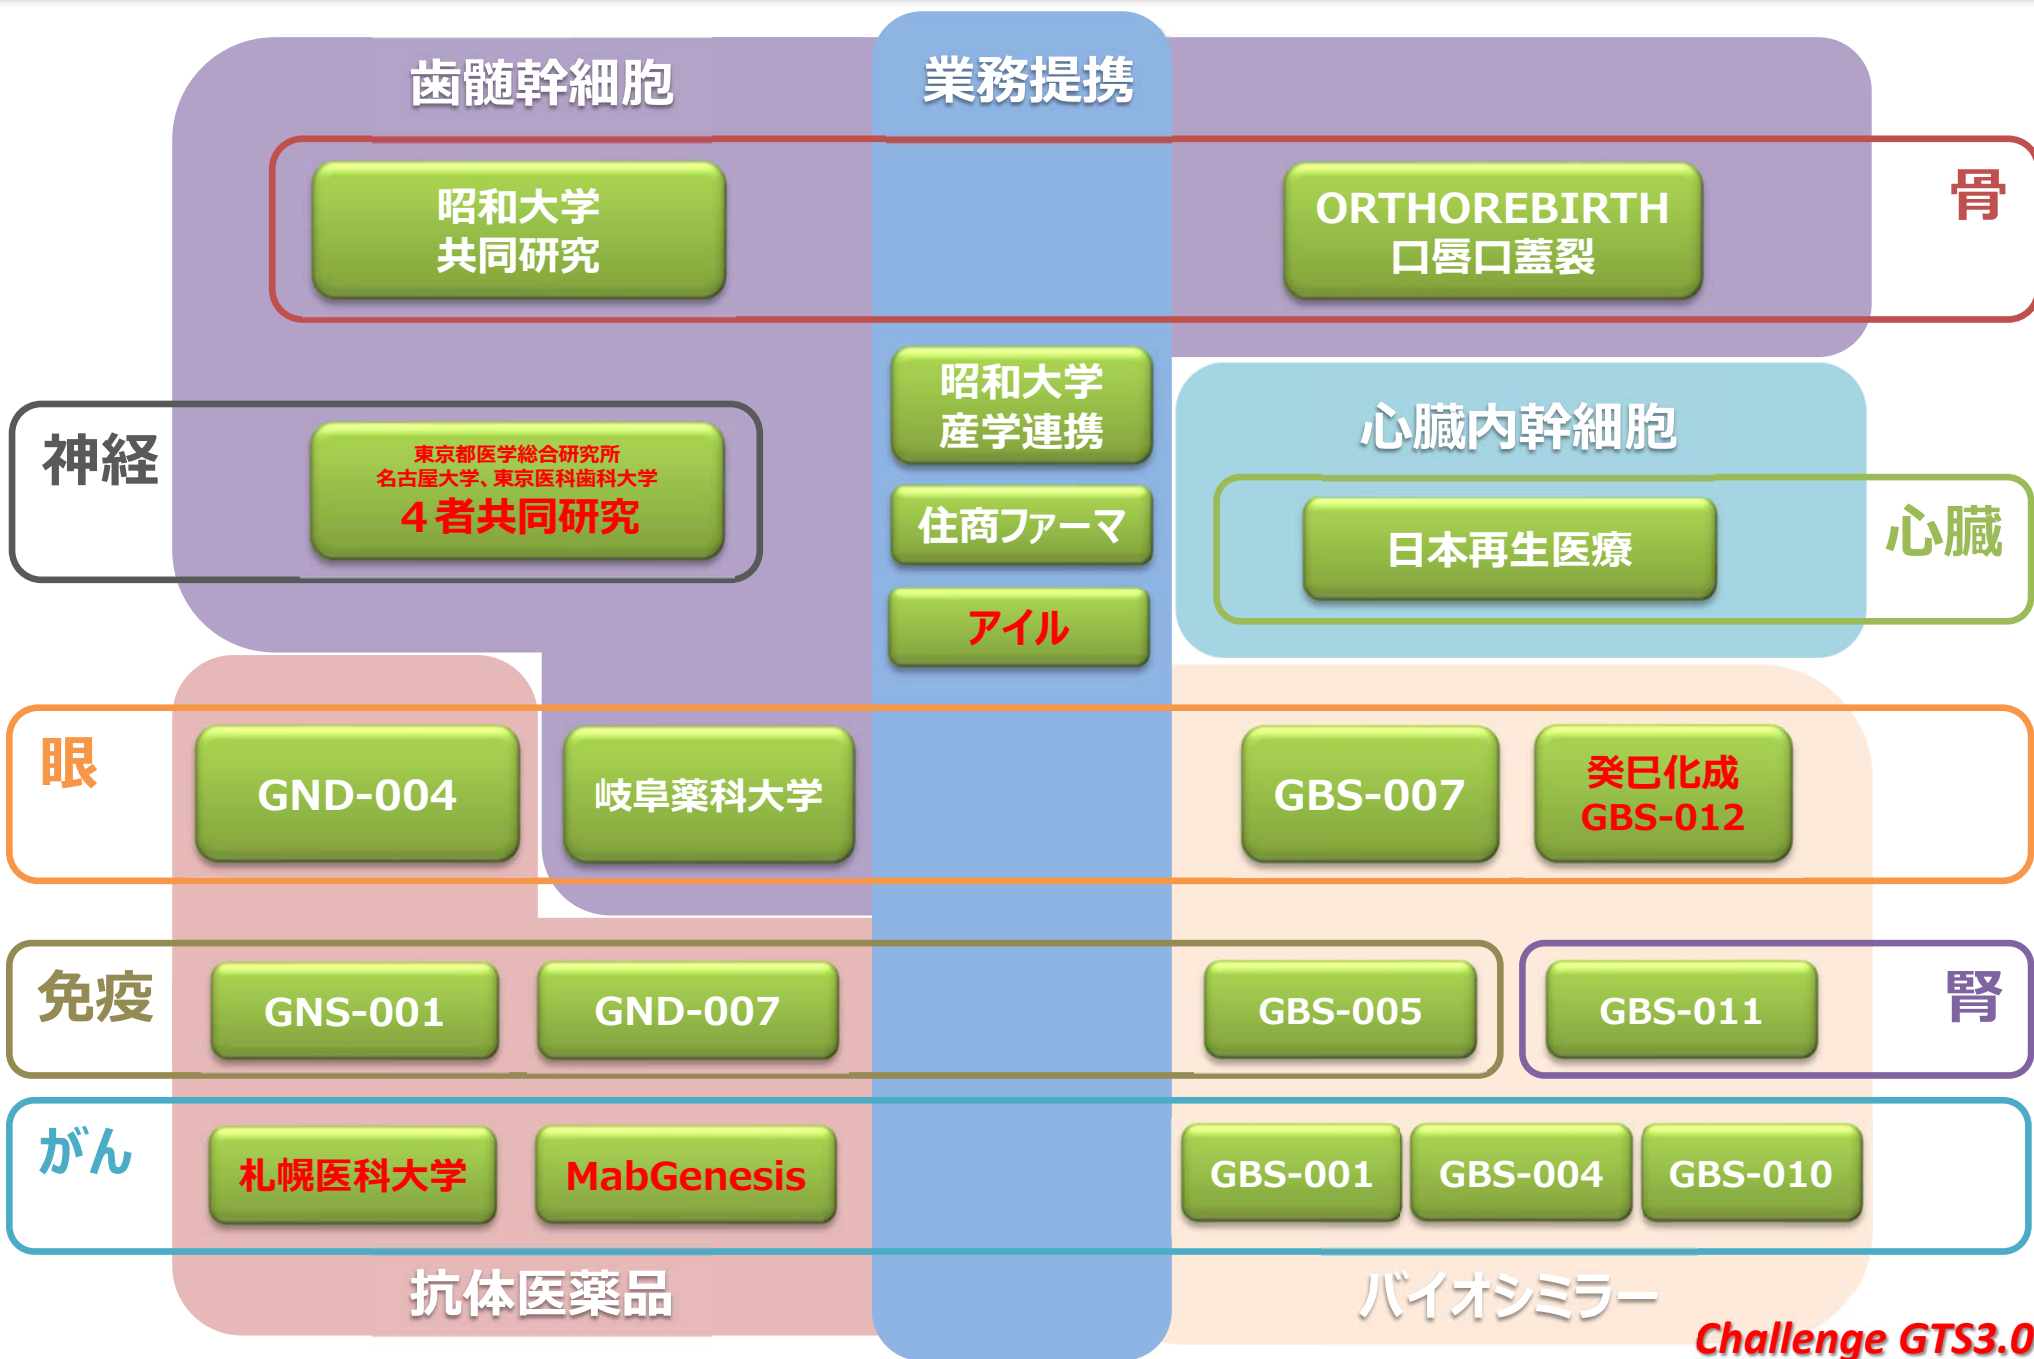 歯髄幹細胞
業務提携
骨
昭和大学
共同研究
ORTHOREBIRTH
口唇口蓋裂
神経
東京都医学総合研究所
名古屋大学、東京医科歯科大学
４者共同研究
昭和大学
産学連携
住商ファーマ
アイル
心臓内幹細胞
日本再生医療
心臓
眼
GND-004
岐阜薬科大学
GBS-007
癸巳化成
GBS-012
免疫
GNS-001
GND-007
GBS-005
GBS-011
腎
がん
札幌医科大学
MabGenesis
GBS-001
GBS-004
GBS-010
抗体医薬品
バイオシミラー
Challenge GTS3.0